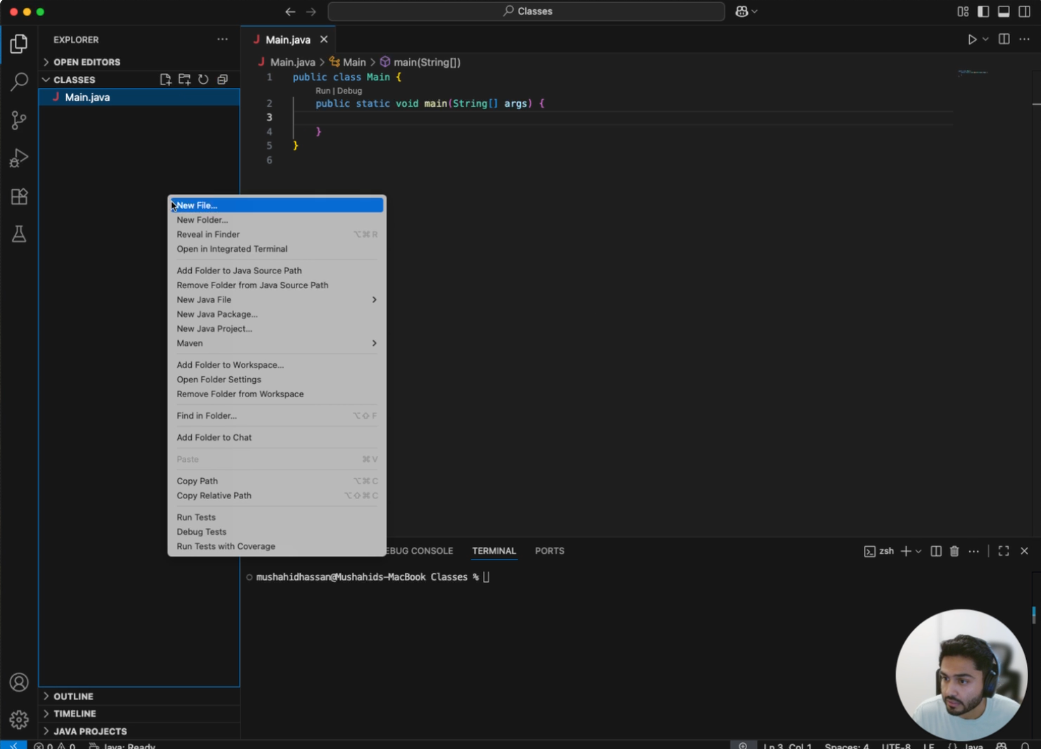 Classes
EXPLORER
OPEN EDITORS
CLASSES
J Main.java
J Main.java
J Main.java > Main > main(String[])
1 public class Main {
Run | Debug
2 public static void main(String[] args) {
3
4 }
5 }
6
New File...
New Folder...
Reveal in Finder ⌥⌘R
Open in Integrated Terminal
Add Folder to Java Source Path
Remove Folder from Java Source Path
New Java File
New Java Package...
New Java Project...
Maven
Add Folder to Workspace...
Open Folder Settings
Remove Folder from Workspace
Find in Folder... ⌥⇧F
Add Folder to Chat
Paste ⌘V
Copy Path ⌥⌘C
Copy Relative Path ⌥⇧⌘C
Run Tests
Debug Tests
Run Tests with Coverage
EBUG CONSOLE TERMINAL PORTS
zsh
mushahidhassan@Mushahids-MacBook Classes %
OUTLINE
TIMELINE
JAVA PROJECTS
0 0 Java: Ready Ln 3, Col 1 Spaces: 4 UTF-8 LF {} Java